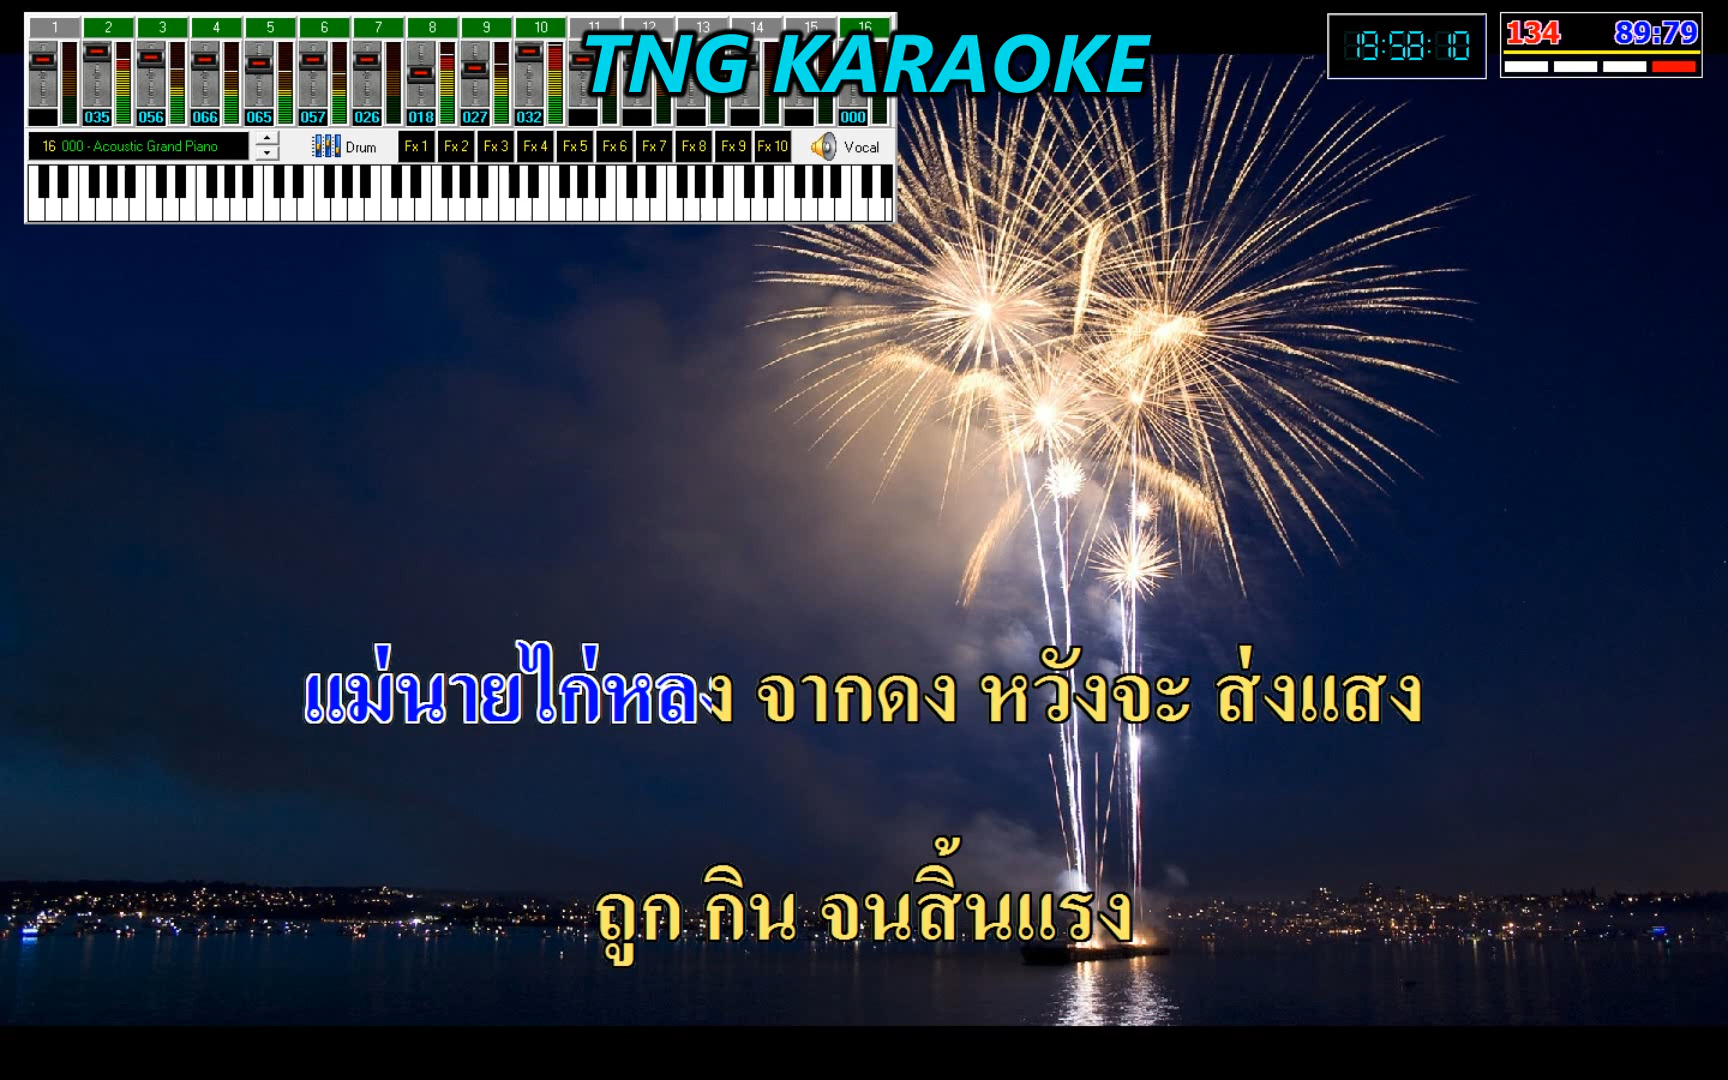 1 2 3 4 5 6 7 8 9 10 11 12 13 14 15 16
TNG KARAOKE
19:58:10
134 89:79
035 056 066 065 057 026 018 027 032 000
16 000 - Acoustic Grand Piano Drum Fx 1 Fx 2 Fx 3 Fx 4 Fx 5 Fx 6 Fx 7 Fx 8 Fx 9 Fx 10 Vocal
แม่นายไก่หลง จากดง หวังจะ ส่งแสง
ถูก กิน จนสิ้นแรง